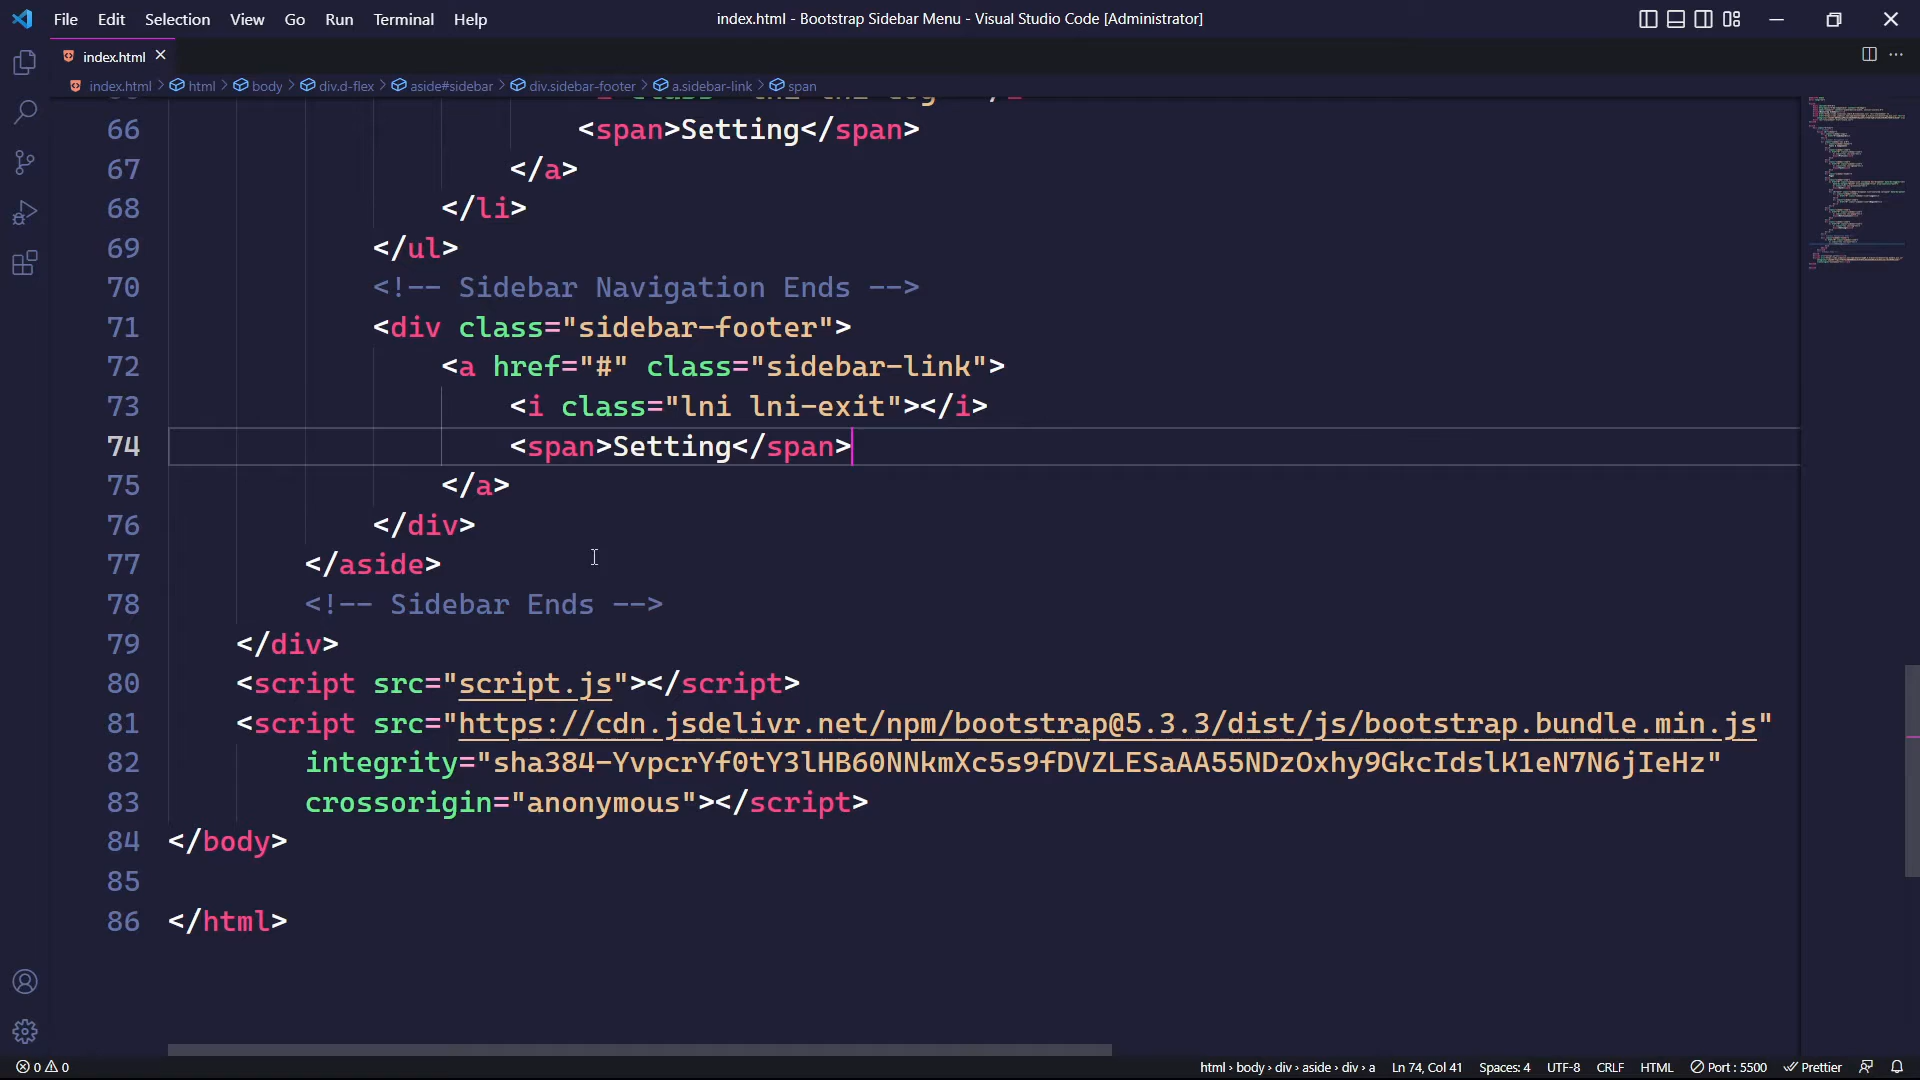 File Edit Selection View Go Run Terminal Help index.html - Bootstrap Sidebar Menu - Visual Studio Code [Administrator]
index.html
index.html > html > body > div.d-flex > aside#sidebar > div.sidebar-footer > a.sidebar-link > span
66 <span>Setting</span>
67 </a>
68 </li>
69 </ul>
70 <!-- Sidebar Navigation Ends -->
71 <div class="sidebar-footer">
72 <a href="#" class="sidebar-link">
73 <i class="lni lni-exit"></i>
74 <span>Setting</span>
75 </a>
76 </div>
77 </aside>
78 <!-- Sidebar Ends -->
79 </div>
80 <script src="script.js"></script>
81 <script src="https://cdn.jsdelivr.net/npm/bootstrap@5.3.3/dist/js/bootstrap.bundle.min.js"
82 integrity="sha384-YvpcrYf0tY3lHB60NNkmXc5s9fDVZLESaAA55NDzOxhy9GkcIdslK1eN7N6jIeHz"
83 crossorigin="anonymous"></script>
84 </body>
85
86 </html>
0 0 html > body > div > aside > div > a Ln 74, Col 41 Spaces: 4 UTF-8 CRLF HTML Port : 5500 Prettier